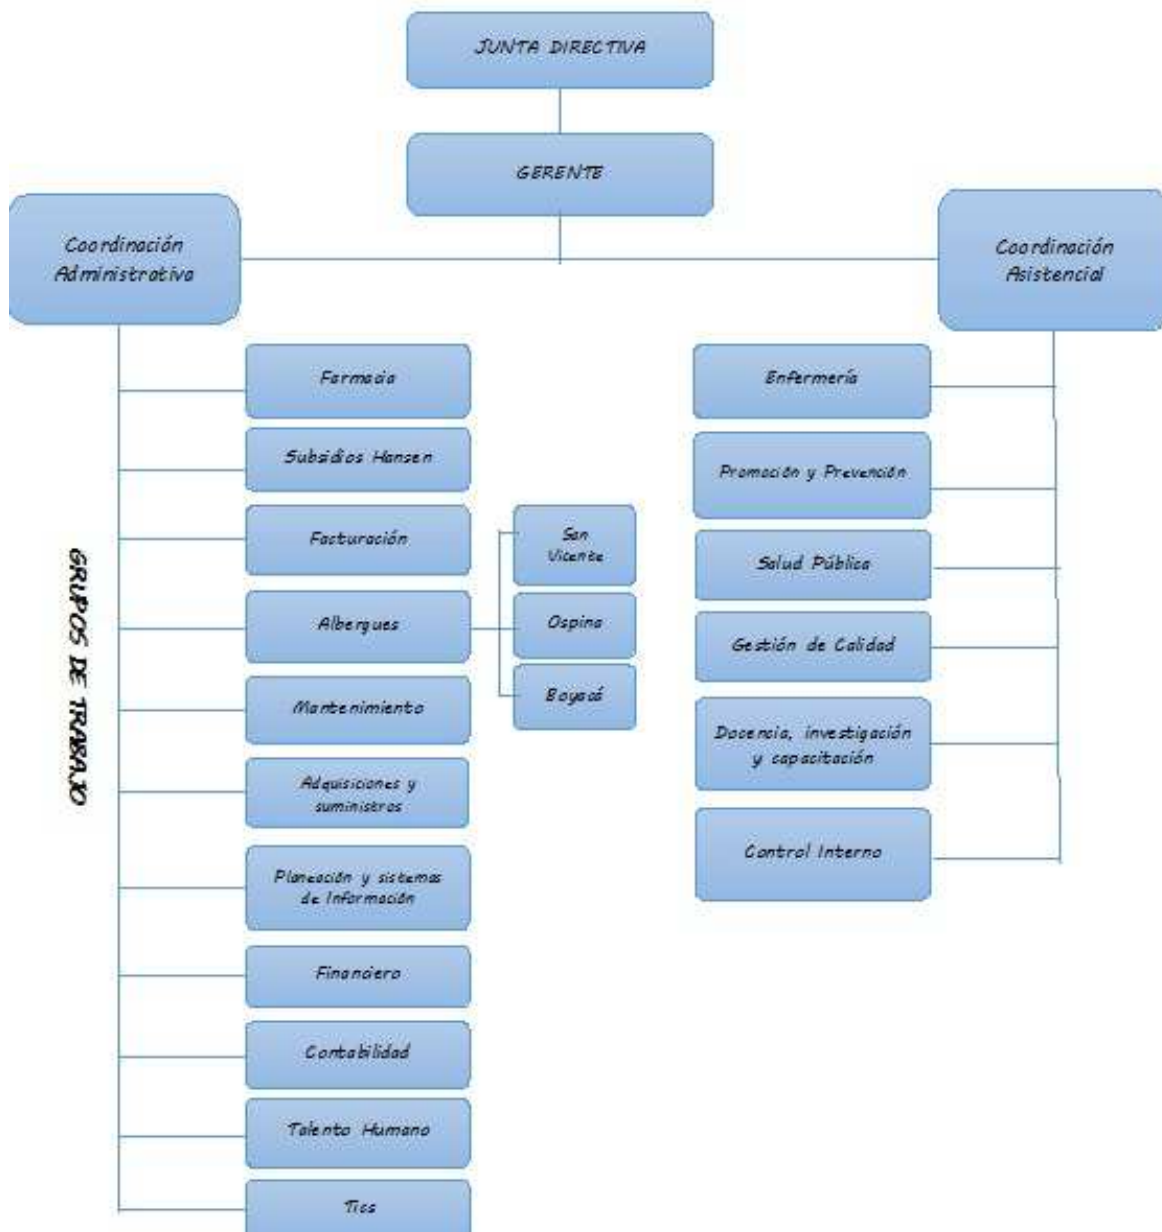 JUNTA DIRECTIVA
GERENTE
Coordinación
Administrativa
Coordinación
Asistencial
GRUPOS DE TRABAJO
Farmacia
Subsidios Hansen
Facturación
Albergues
San
Vicente
Ospina
Boyacá
Mantenimiento
Adquisiciones y
suministros
Planeación y sistemas
de Información
Financiero
Contabilidad
Talento Humano
Tics
Enfermería
Promoción y Prevención
Salud Pública
Gestión de Calidad
Docencia, investigación
y capacitación
Control Interno